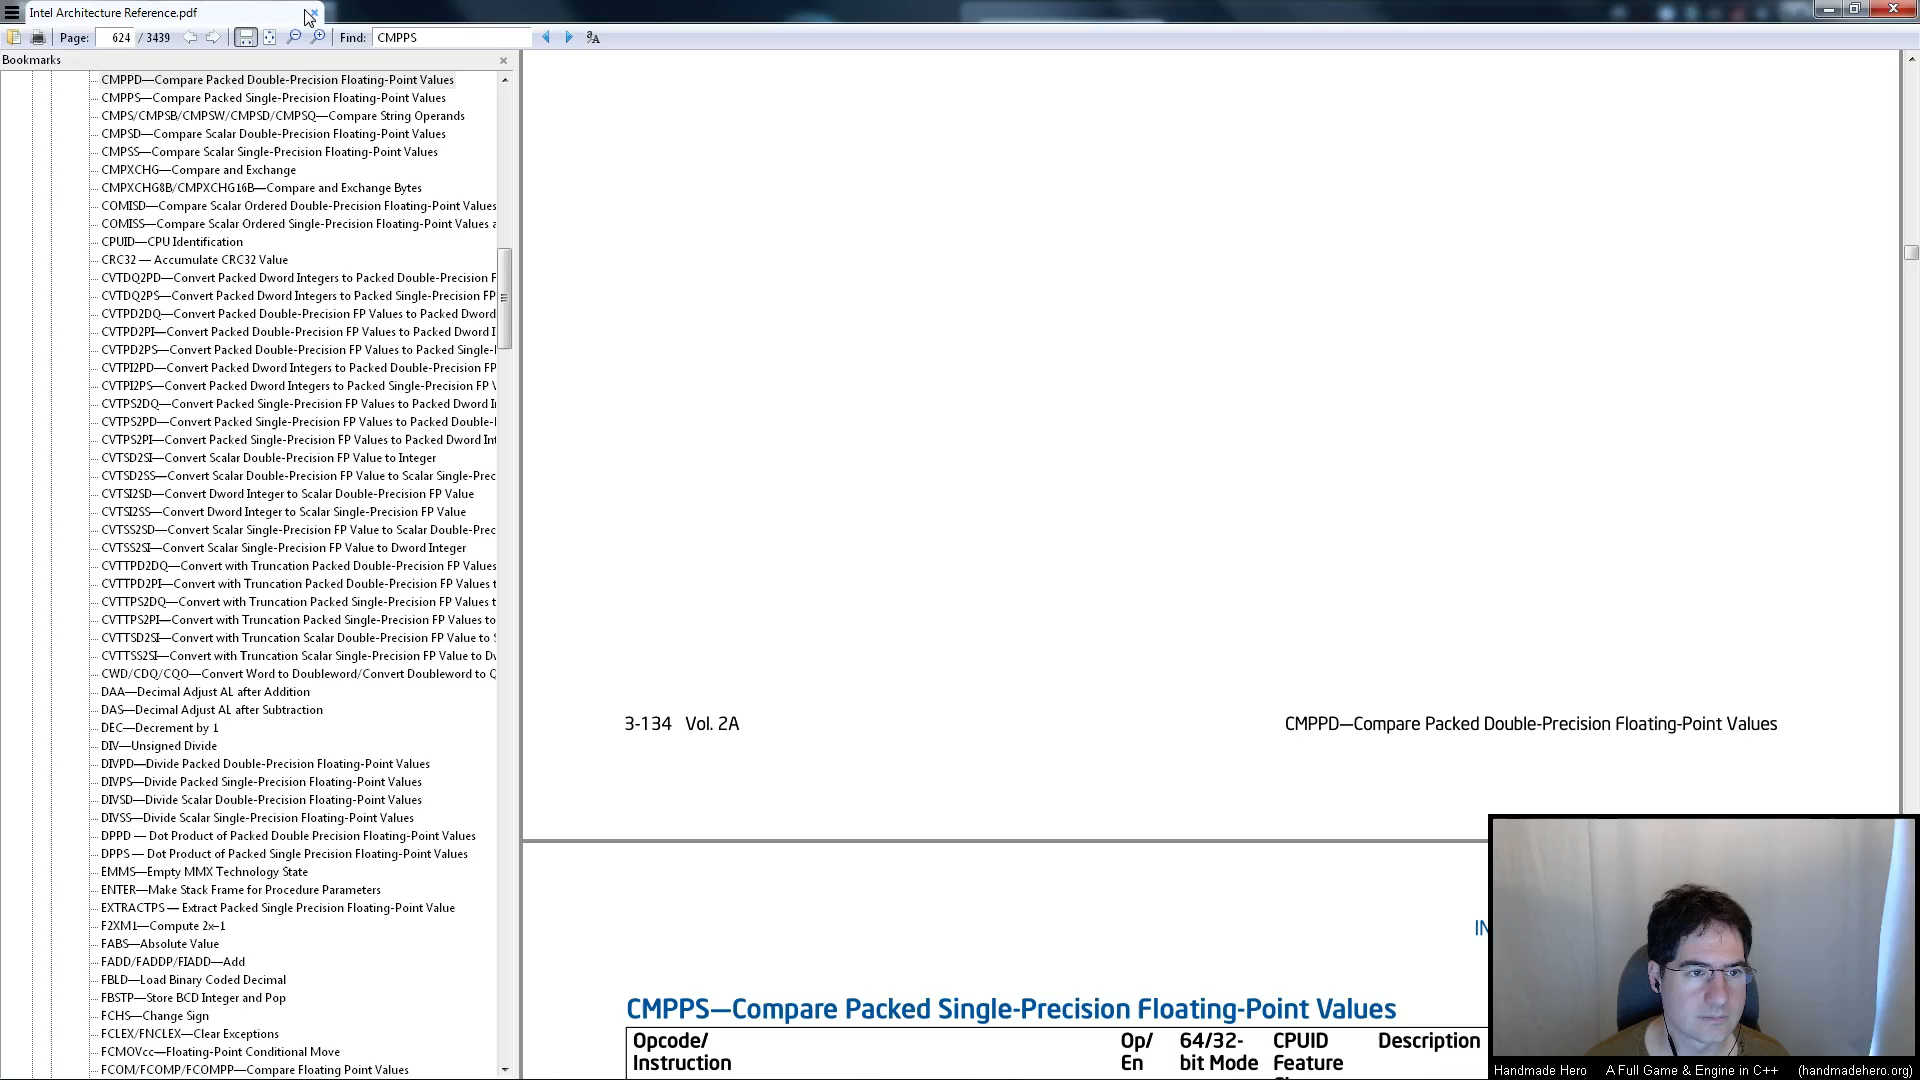 Intel Architecture Reference.pdf
Page: 624 / 3439 Find: CMPPS
Bookmarks
CMPPD—Compare Packed Double-Precision Floating-Point Values
CMPPS—Compare Packed Single-Precision Floating-Point Values
CMPS/CMPSB/CMPSW/CMPSD/CMPSQ—Compare String Operands
CMPSD—Compare Scalar Double-Precision Floating-Point Values
CMPSS—Compare Scalar Single-Precision Floating-Point Values
CMPXCHG—Compare and Exchange
CMPXCHG8B/CMPXCHG16B—Compare and Exchange Bytes
COMISD—Compare Scalar Ordered Double-Precision Floating-Point Values
COMISS—Compare Scalar Ordered Single-Precision Floating-Point Values a
CPUID—CPU Identification
CRC32 — Accumulate CRC32 Value
CVTDQ2PD—Convert Packed Dword Integers to Packed Double-Precision F
CVTDQ2PS—Convert Packed Dword Integers to Packed Single-Precision FP
CVTPD2DQ—Convert Packed Double-Precision FP Values to Packed Dword
CVTPD2PI—Convert Packed Double-Precision FP Values to Packed Dword I
CVTPD2PS—Convert Packed Double-Precision FP Values to Packed Single-
CVTPI2PD—Convert Packed Dword Integers to Packed Double-Precision FP
CVTPI2PS—Convert Packed Dword Integers to Packed Single-Precision FP V
CVTPS2DQ—Convert Packed Single-Precision FP Values to Packed Dword I
CVTPS2PD—Convert Packed Single-Precision FP Values to Packed Double-
CVTPS2PI—Convert Packed Single-Precision FP Values to Packed Dword Int
CVTSD2SI—Convert Scalar Double-Precision FP Value to Integer
CVTSD2SS—Convert Scalar Double-Precision FP Value to Scalar Single-Prec
CVTSI2SD—Convert Dword Integer to Scalar Double-Precision FP Value
CVTSI2SS—Convert Dword Integer to Scalar Single-Precision FP Value
CVTSS2SD—Convert Scalar Single-Precision FP Value to Scalar Double-Prec
CVTSS2SI—Convert Scalar Single-Precision FP Value to Dword Integer
CVTTPD2DQ—Convert with Truncation Packed Double-Precision FP Values
CVTTPD2PI—Convert with Truncation Packed Double-Precision FP Values t
CVTTPS2DQ—Convert with Truncation Packed Single-Precision FP Values t
CVTTPS2PI—Convert with Truncation Packed Single-Precision FP Values to
CVTTSD2SI—Convert with Truncation Scalar Double-Precision FP Value to S
CVTTSS2SI—Convert with Truncation Scalar Single-Precision FP Value to Dv
CWD/CDQ/CQO—Convert Word to Doubleword/Convert Doubleword to Q
DAA—Decimal Adjust AL after Addition
DAS—Decimal Adjust AL after Subtraction
DEC—Decrement by 1
DIV—Unsigned Divide
DIVPD—Divide Packed Double-Precision Floating-Point Values
DIVPS—Divide Packed Single-Precision Floating-Point Values
DIVSD—Divide Scalar Double-Precision Floating-Point Values
DIVSS—Divide Scalar Single-Precision Floating-Point Values
DPPD — Dot Product of Packed Double Precision Floating-Point Values
DPPS — Dot Product of Packed Single Precision Floating-Point Values
EMMS—Empty MMX Technology State
ENTER—Make Stack Frame for Procedure Parameters
EXTRACTPS — Extract Packed Single Precision Floating-Point Value
F2XM1—Compute 2x–1
FABS—Absolute Value
FADD/FADDP/FIADD—Add
FBLD—Load Binary Coded Decimal
FBSTP—Store BCD Integer and Pop
FCHS—Change Sign
FCLEX/FNCLEX—Clear Exceptions
FCMOVcc—Floating-Point Conditional Move
FCOM/FCOMP/FCOMPP—Compare Floating Point Values
3-134 Vol. 2A CMPPD—Compare Packed Double-Precision Floating-Point Values
IN
CMPPS—Compare Packed Single-Precision Floating-Point Values
Opcode/ Op/ 64/32- CPUID Description
Instruction En bit Mode Feature
Handmade Hero A Full Game & Engine in C++ (handmadehero.org)